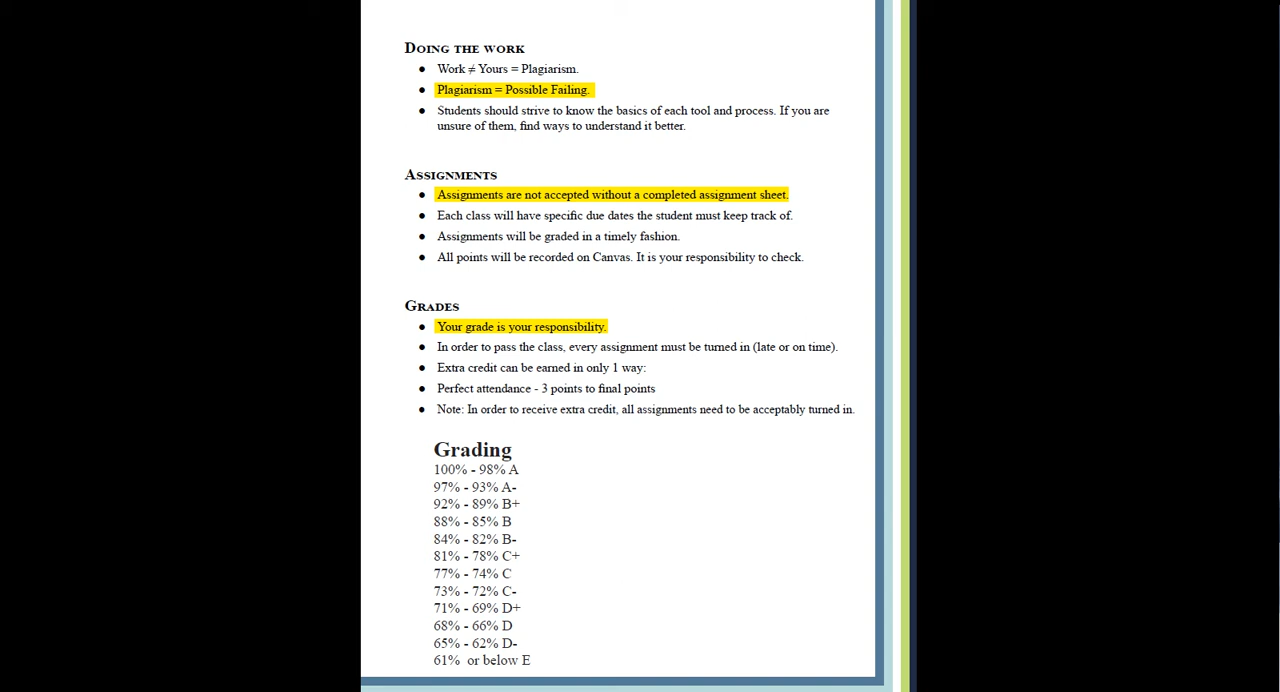 DOING THE WORK
● Work ≠ Yours = Plagiarism.
● Plagiarism = Possible Failing.
● Students should strive to know the basics of each tool and process. If you are
unsure of them, find ways to understand it better.
ASSIGNMENTS
● Assignments are not accepted without a completed assignment sheet.
● Each class will have specific due dates the student must keep track of.
● Assignments will be graded in a timely fashion.
● All points will be recorded on Canvas. It is your responsibility to check.
GRADES
● Your grade is your responsibility.
● In order to pass the class, every assignment must be turned in (late or on time).
● Extra credit can be earned in only 1 way:
● Perfect attendance - 3 points to final points
● Note: In order to receive extra credit, all assignments need to be acceptably turned in.
Grading
100% - 98% A
97% - 93% A-
92% - 89% B+
88% - 85% B
84% - 82% B-
81% - 78% C+
77% - 74% C
73% - 72% C-
71% - 69% D+
68% - 66% D
65% - 62% D-
61% or below E